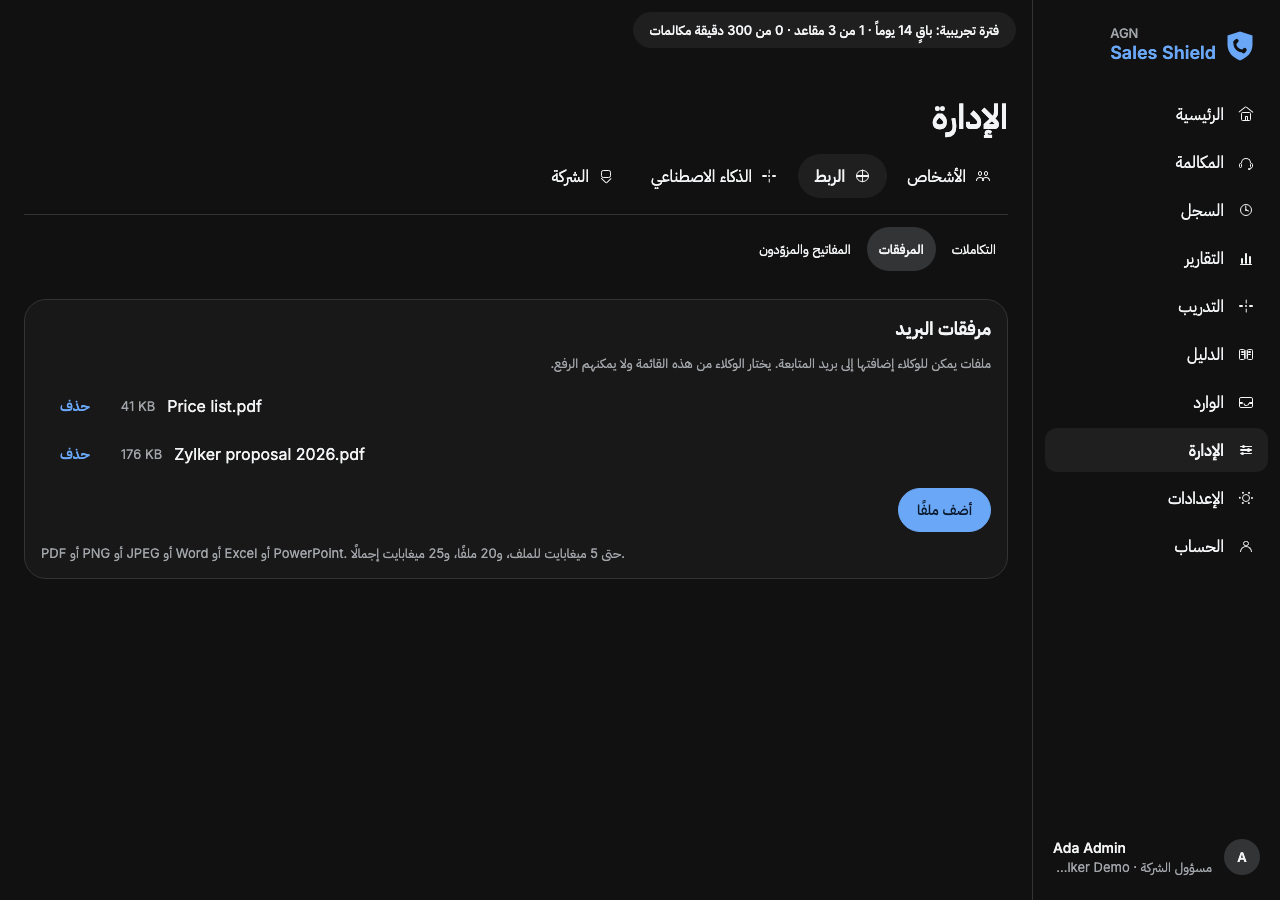 AGN
Sales Shield
الرئيسية
المكالمة
السجل
التقارير
التدريب
الدليل
الوارد
الإدارة
الإعدادات
الحساب
A
Ada Admin
مسؤول الشركة · lker Demo...
فترة تجريبية: باقٍ 14 يوماً · 1 من 3 مقاعد · 0 من 300 دقيقة مكالمات
الإدارة
الأشخاص
الربط
الذكاء الاصطناعي
الشركة
التكاملات
المرفقات
المفاتيح والمزوّدون
مرفقات البريد
ملفات يمكن للوكلاء إضافتها إلى بريد المتابعة. يختار الوكلاء من هذه القائمة ولا يمكنهم الرفع.
Price list.pdf 41 KB حذف
Zylker proposal 2026.pdf 176 KB حذف
أضف ملفًا
PDF أو PNG أو JPEG أو Word أو Excel أو PowerPoint. حتى 5 ميغابايت للملف، و20 ملفًا، و25 ميغابايت إجمالًا.